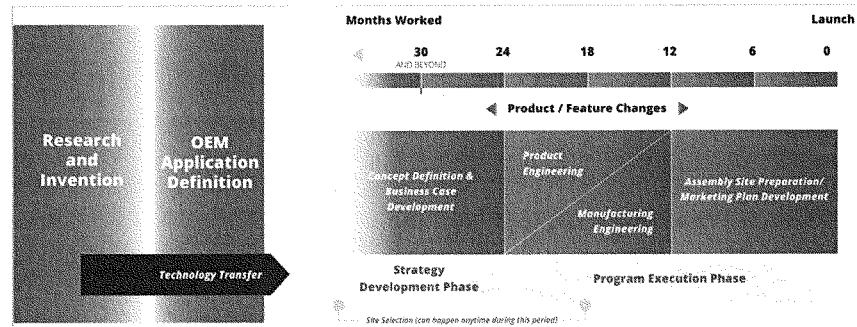 Months Worked
Launch
30 24 18 12 6 0
AND BEYOND
Product / Feature Changes
Research
and
Invention
OEM
Application
Definition
Technology Transfer
Concept Definition &
Business Case
Development
Product
Engineering
Manufacturing
Engineering
Assembly Site Preparation/
Marketing Plan Development
Strategy
Development Phase
Program Execution Phase
Site Selection (can happen anytime during this period)